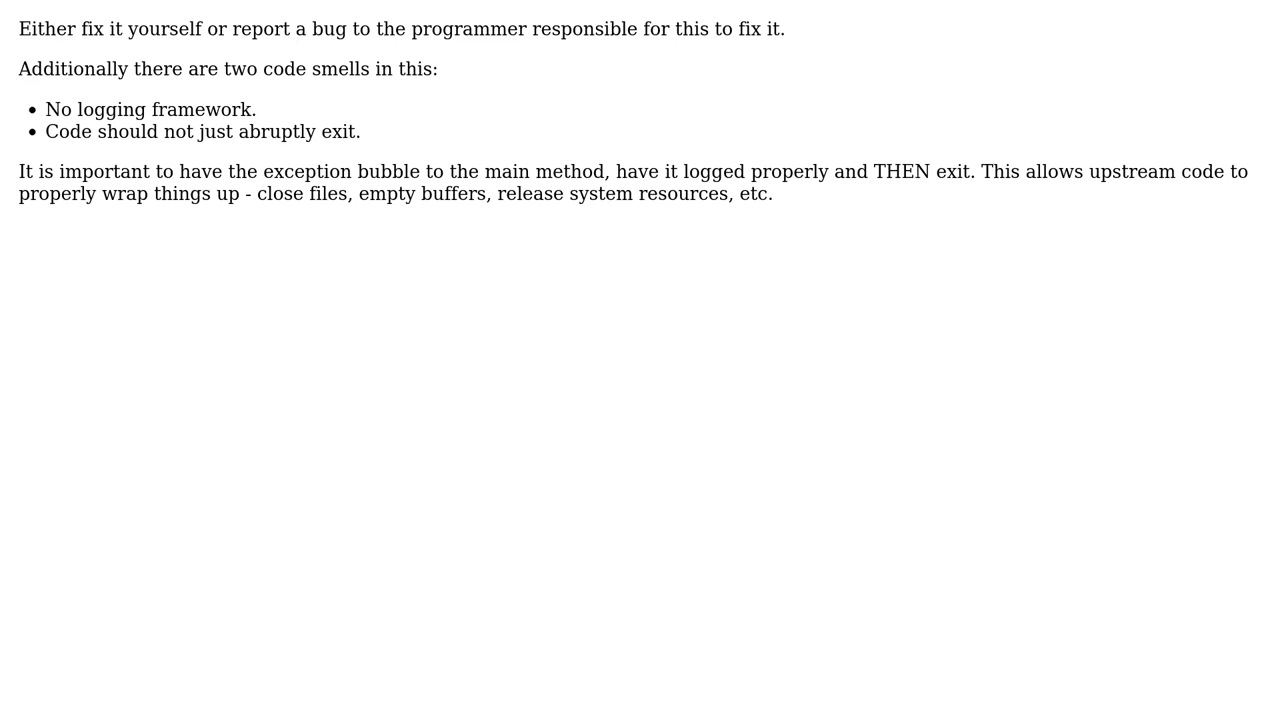 Either fix it yourself or report a bug to the programmer responsible for this to fix it.
Additionally there are two code smells in this:
• No logging framework.
• Code should not just abruptly exit.
It is important to have the exception bubble to the main method, have it logged properly and THEN exit. This allows upstream code to
properly wrap things up - close files, empty buffers, release system resources, etc.